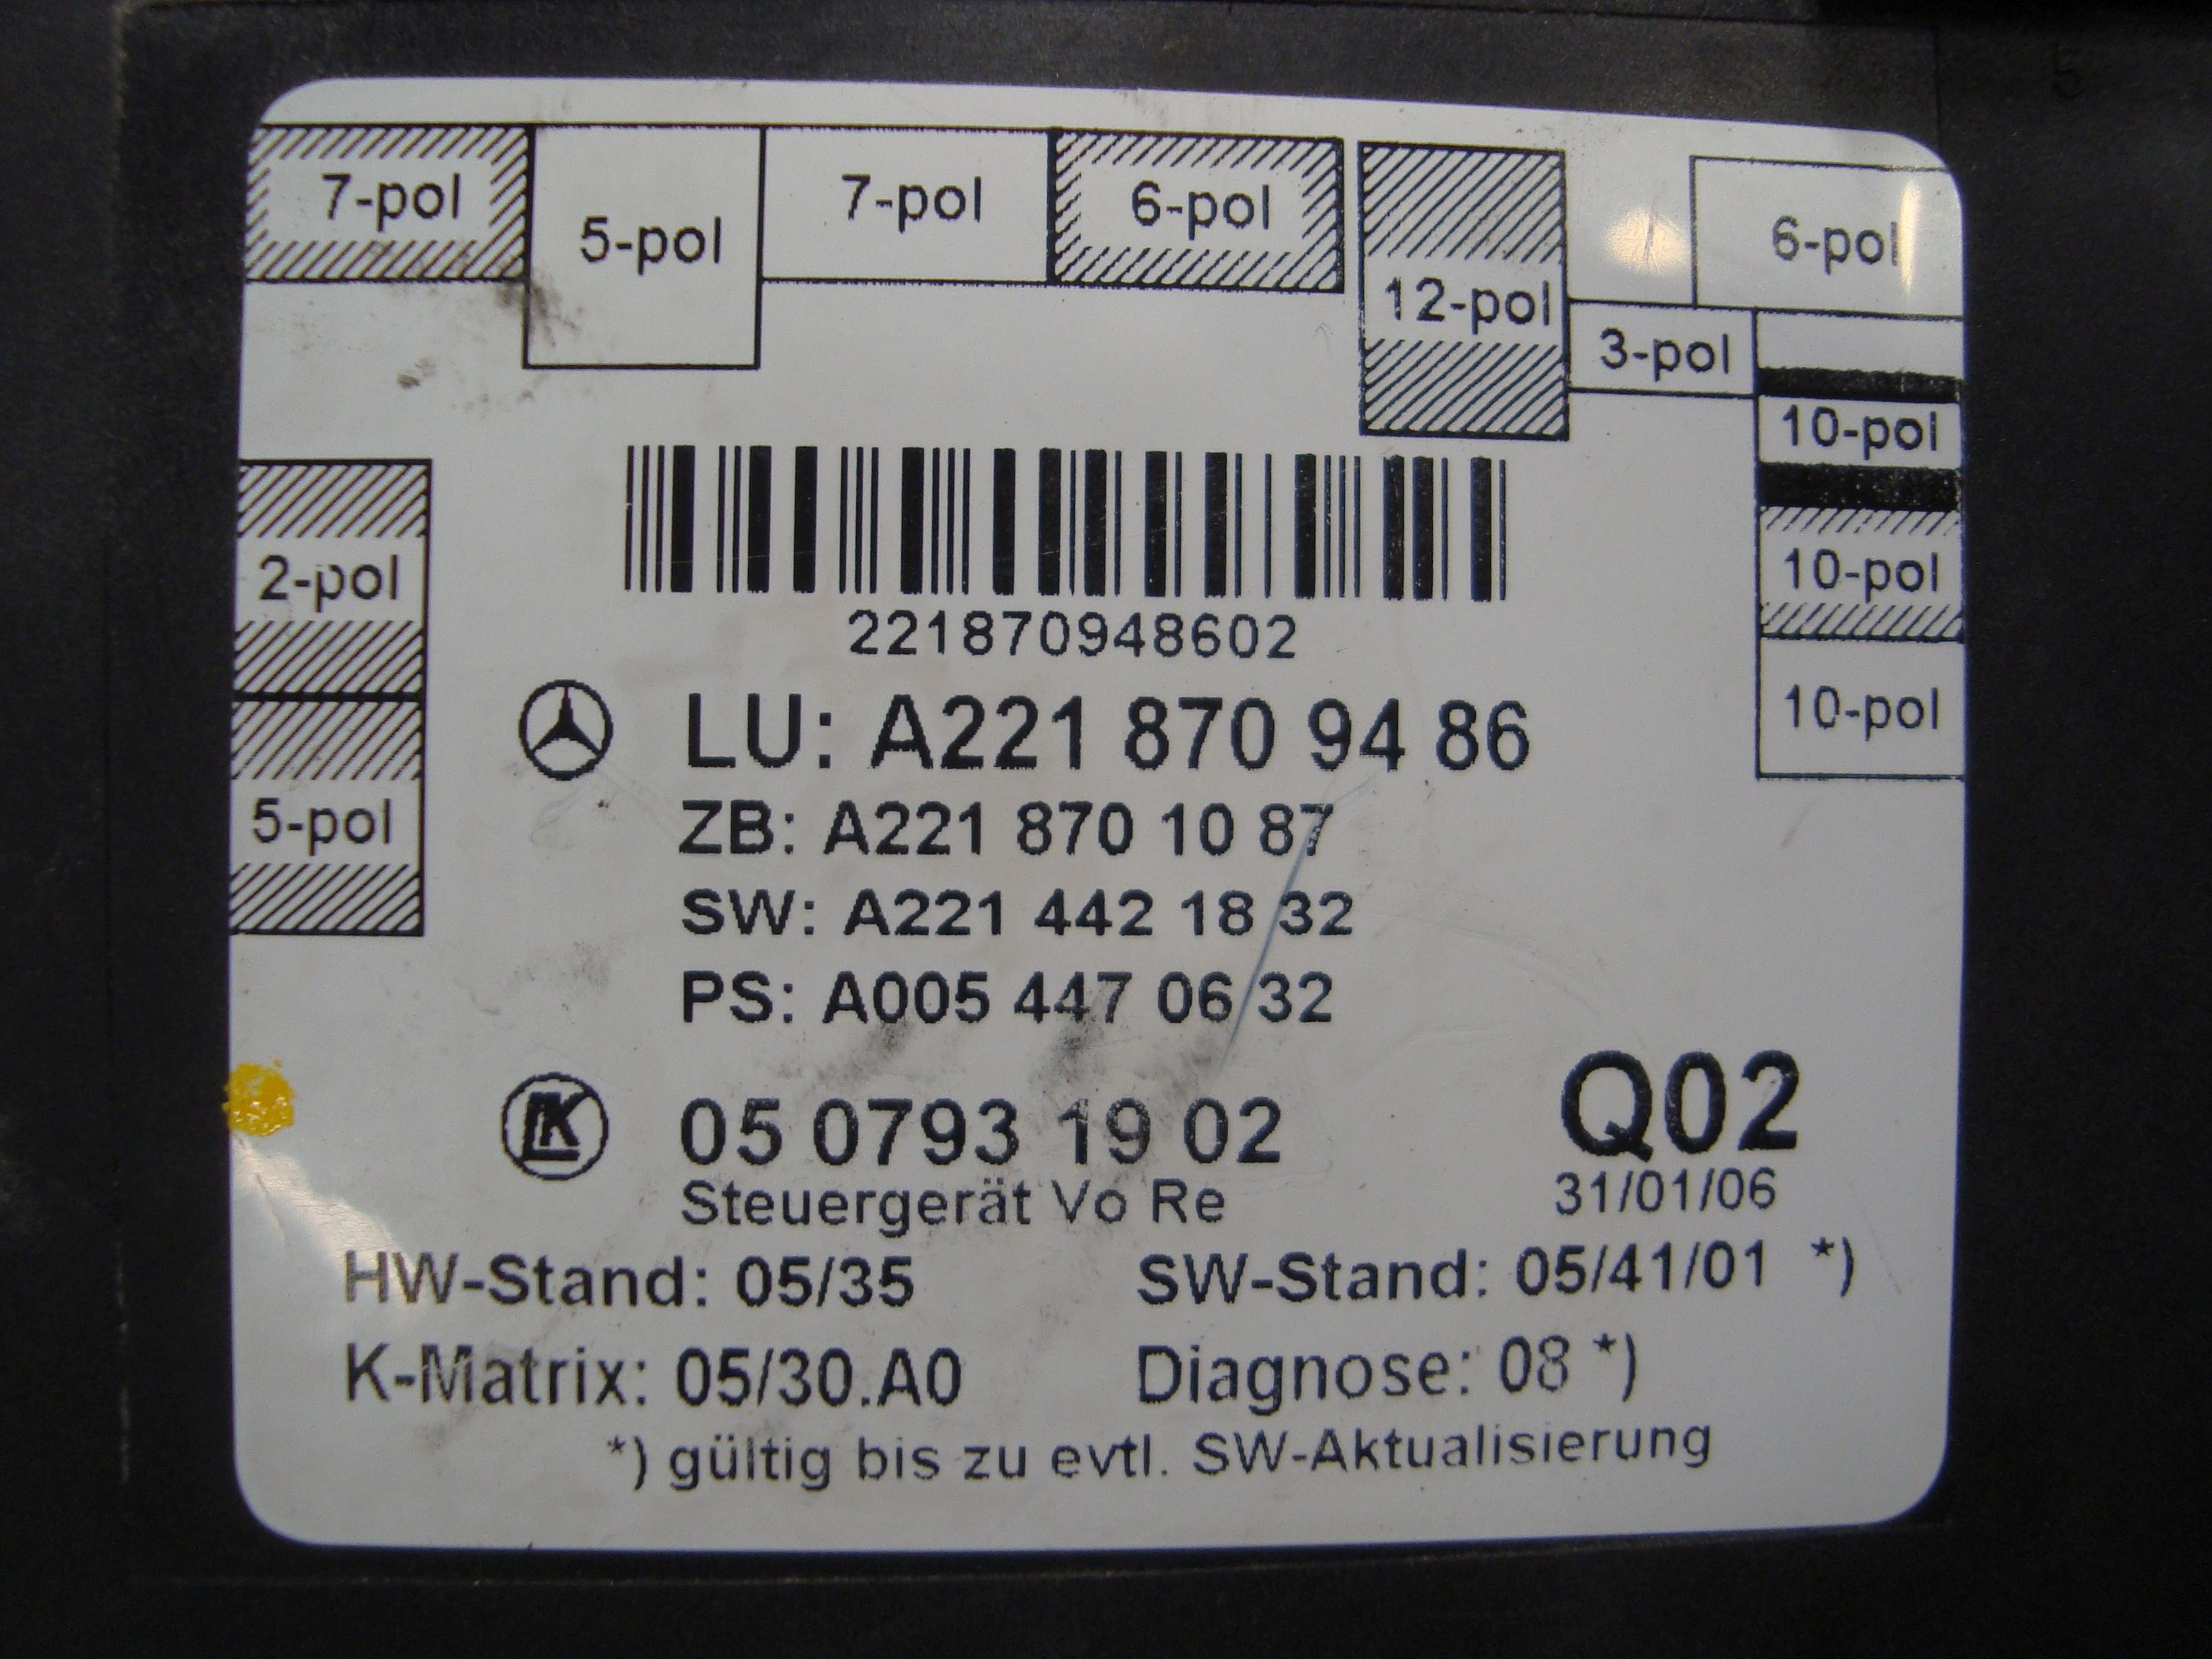 7-pol 5-pol 7-pol 6-pol 12-pol 6-pol
3-pol
10-pol
10-pol
10-pol
2-pol
5-pol
221870948602
LU: A221 870 94 86
ZB: A221 870 10 87
SW: A221 442 18 32
PS: A005 447 06 32
LK 05 0793 19 02 Q02
Steuergerät Vo Re 31/01/06
HW-Stand: 05/35 SW-Stand: 05/41/01 *)
K-Matrix: 05/30.A0 Diagnose: 08 *)
*) gültig bis zu evtl. SW-Aktualisierung
5